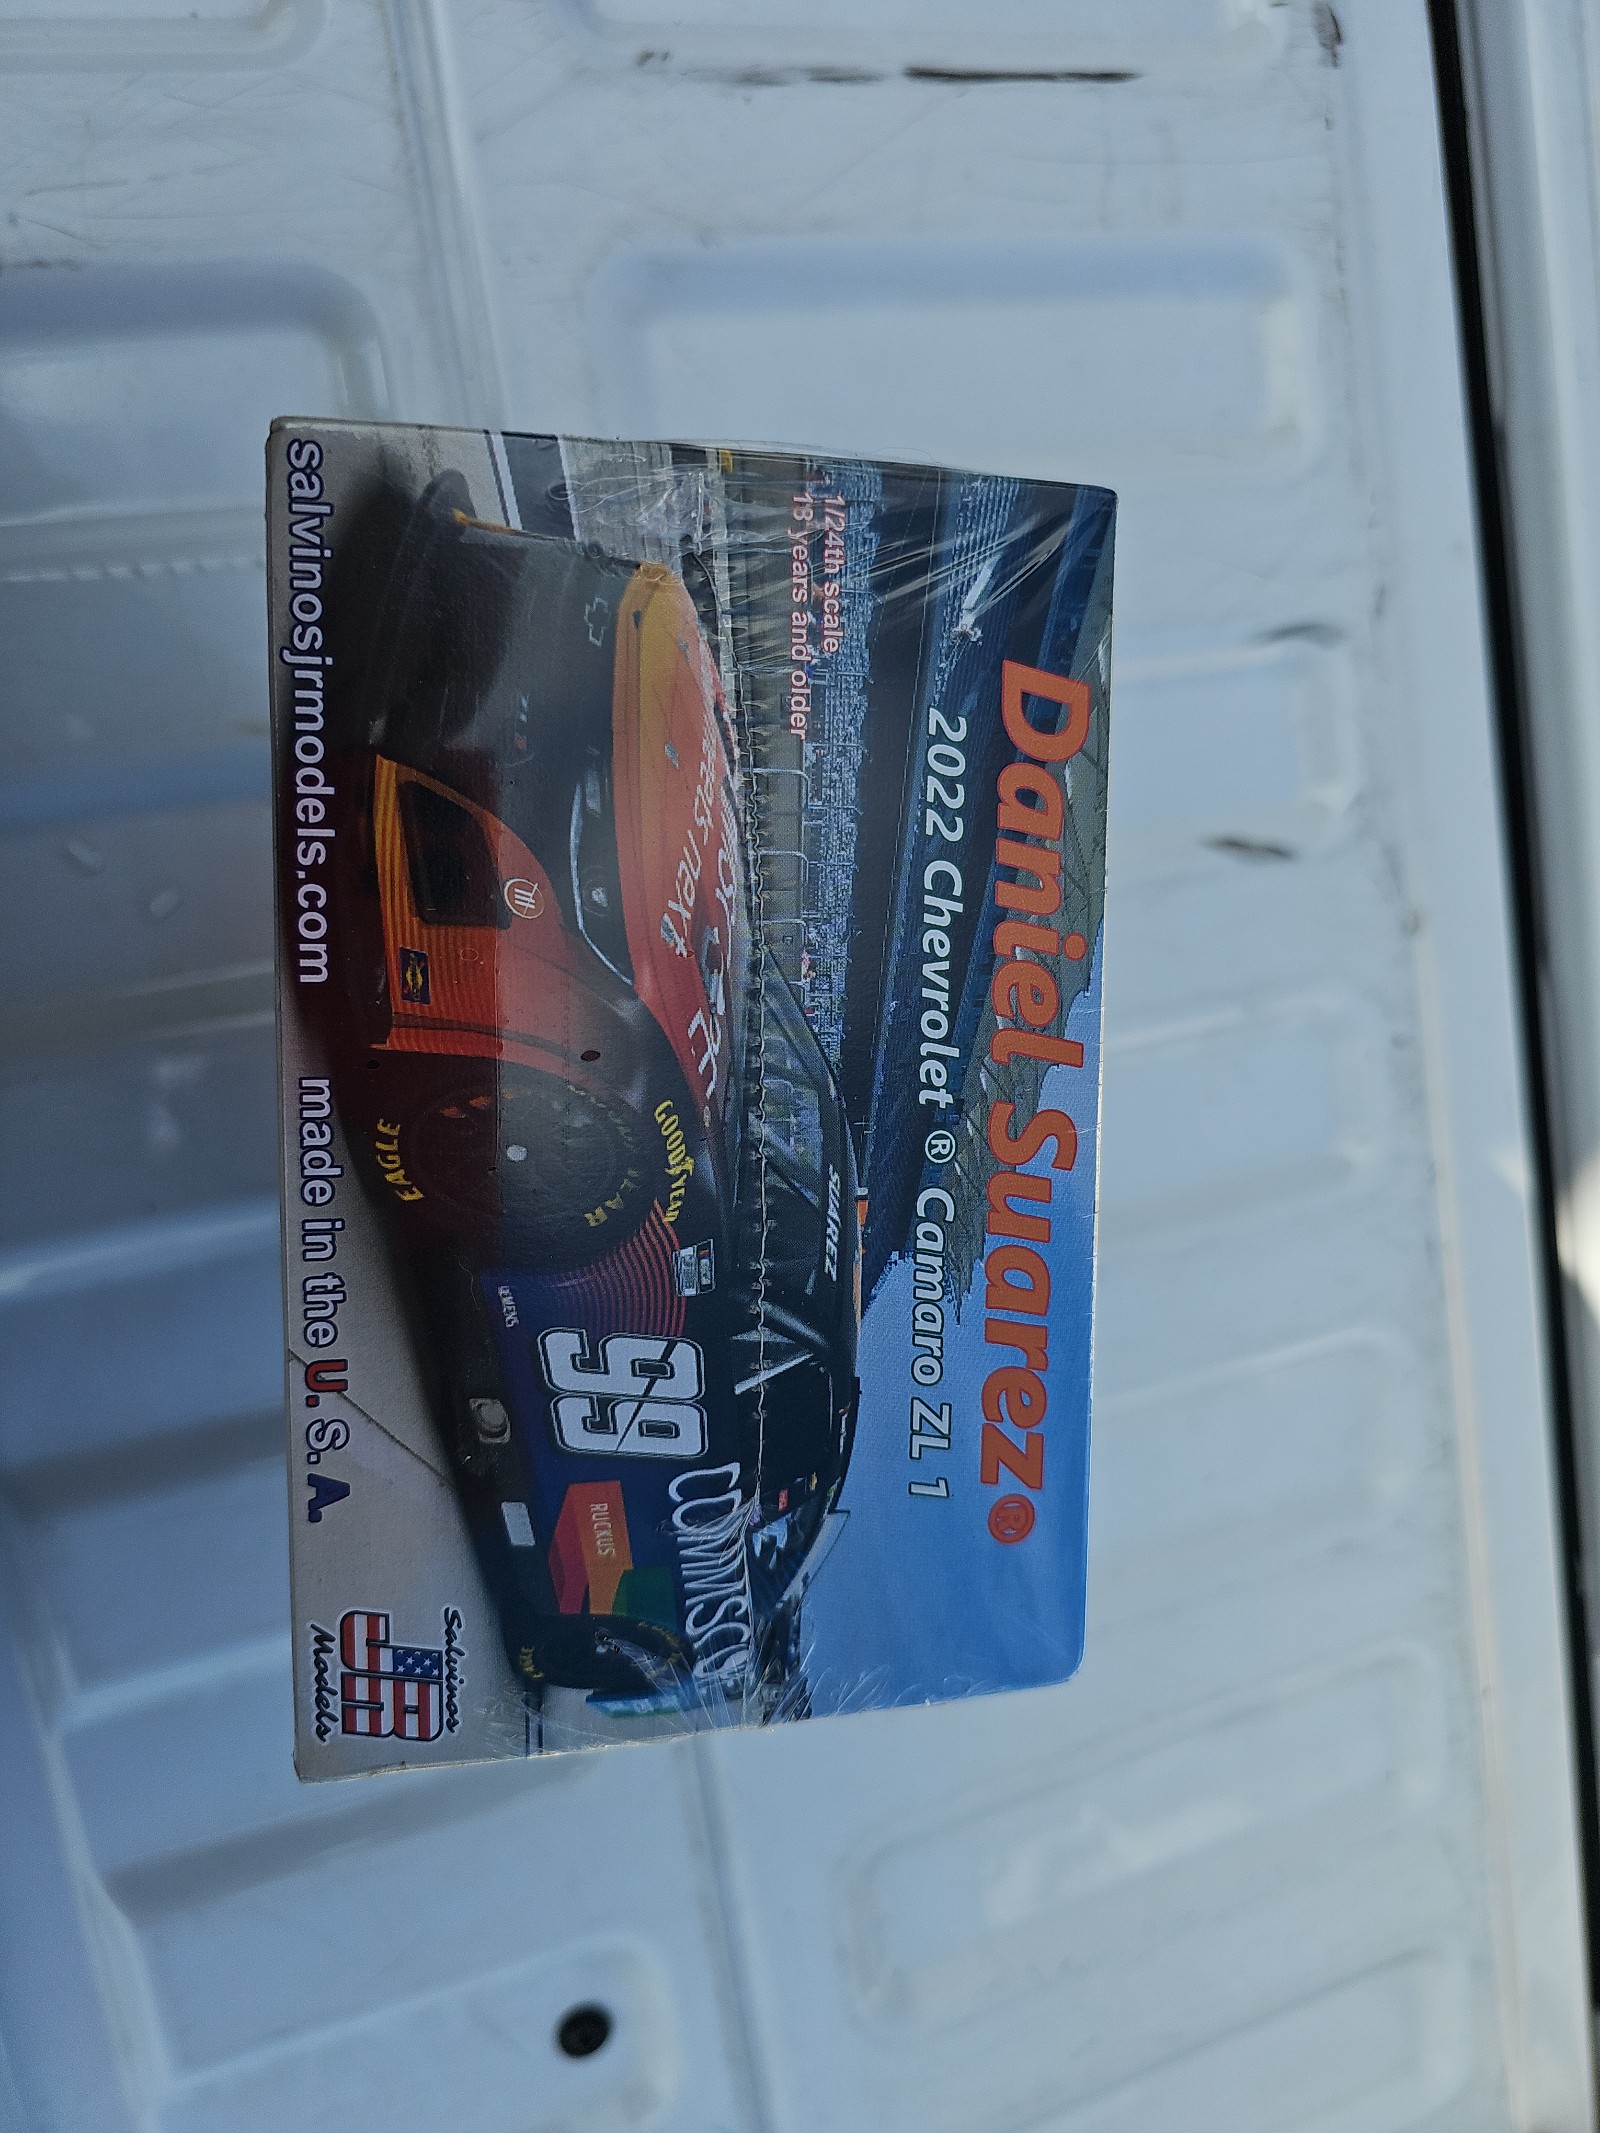 Daniel Suarez®
2022 Chevrolet ® Camaro ZL 1
1/24th scale
18 years and older
SUAREZ
GOODYEAR
EAGLE
99
COMMSCOPE
RUCKUS
salvinosjrmodels.com made in the U.S.A.
Salvinos
JR
Models